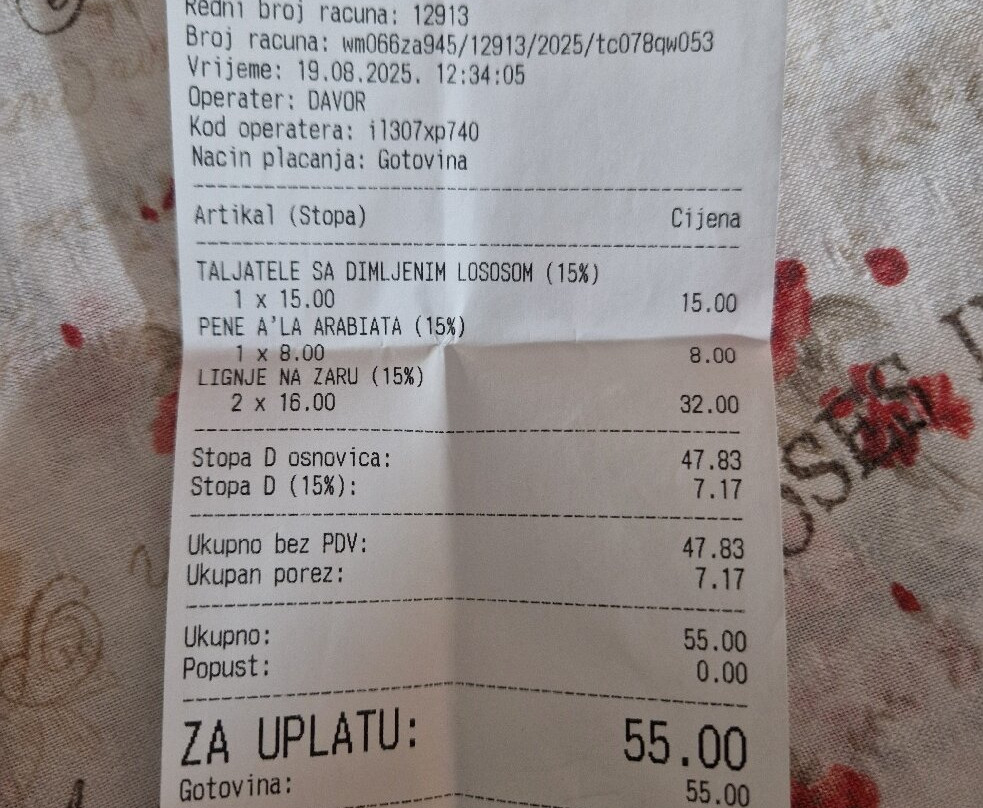 Redni broj racuna: 12913
Broj racuna: wm066za945/12913/2025/tc078qw053
Vrijeme: 19.08.2025. 12:34:05
Operater: DAVOR
Kod operatera: i1307xp740
Nacin placanja: Gotovina
Artikal (Stopa) Cijena
TALJATELE SA DIMLJENIM LOSOSOM (15%)
1 x 15.00 15.00
PENE A'LA ARABIATA (15%)
1 x 8.00 8.00
LIGNJE NA ZARU (15%)
2 x 16.00 32.00
Stopa D osnovica: 47.83
Stopa D (15%): 7.17
Ukupno bez PDV: 47.83
Ukupan porez: 7.17
Ukupno: 55.00
Popust: 0.00
ZA UPLATU: 55.00
Gotovina: 55.00